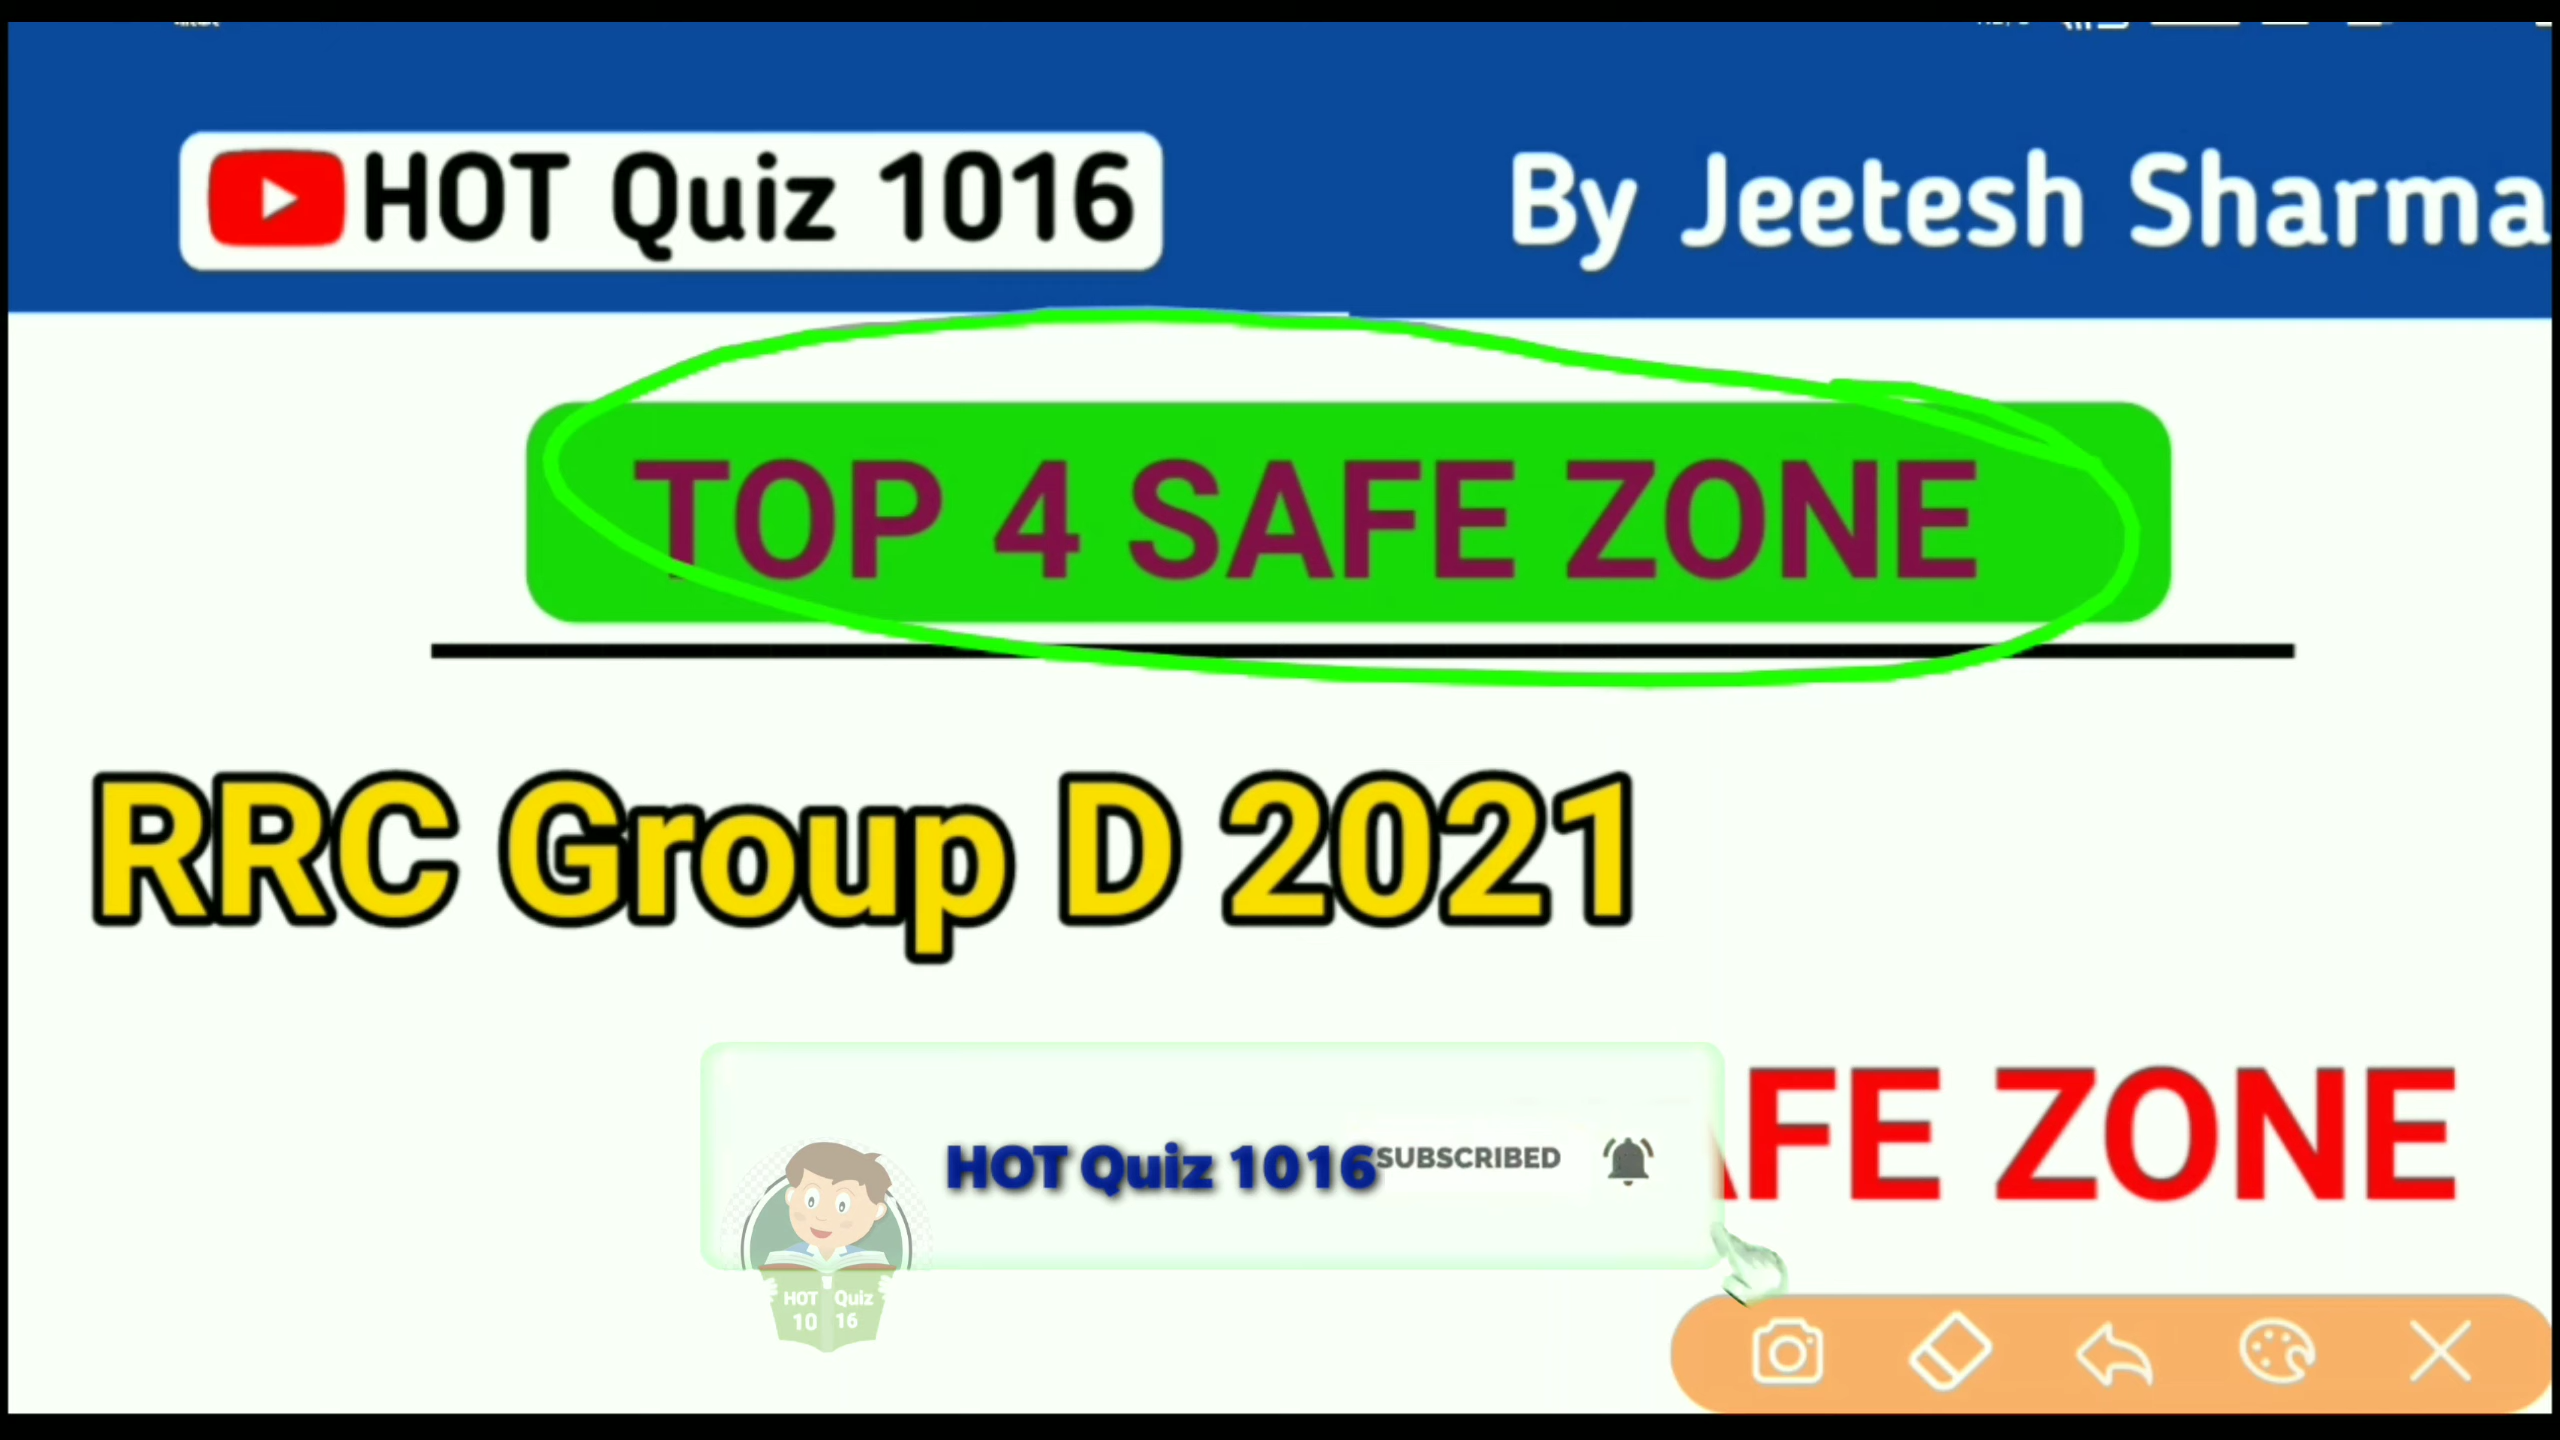 HOT Quiz 1016
By Jeetesh Sharma
TOP 4 SAFE ZONE
RRC Group D 2021
FE ZONE
HOT Quiz 1016 SUBSCRIBED
HOT Quiz
10 16